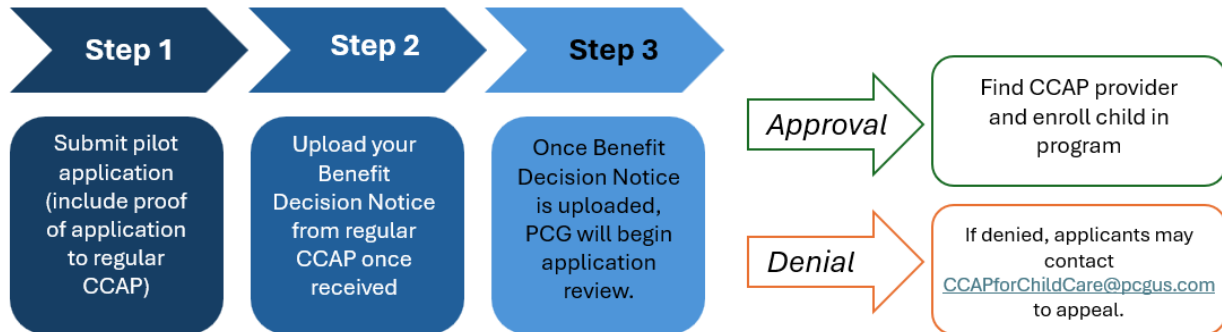 Step 1
Step 2
Step 3
Submit pilot
application
(include proof
of application
to regular
CCAP)
Upload your
Benefit
Decision Notice
from regular
CCAP once
received
Once Benefit
Decision Notice
is uploaded,
PCG will begin
application
review.
Approval
Find CCAP provider
and enroll child in
program
Denial
If denied, applicants may
contact
CCAPforChildCare@pcgus.com
to appeal.